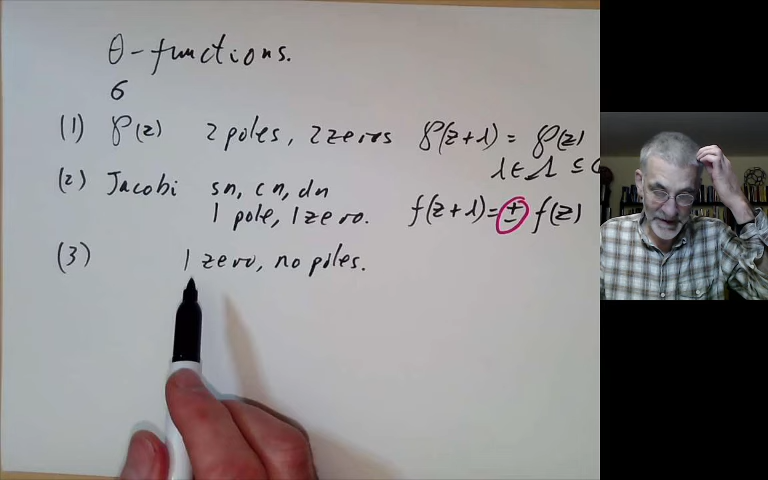 θ-functions.
6
(1) ℘(z) 2 poles, 2 zeros ℘(z+λ) = ℘(z)
λ ∈ Λ ⊆ C
(2) Jacobi sn, cn, dn
1 pole, 1 zero. f(z+λ) = ± f(z)
(3) 1 zero, no poles.